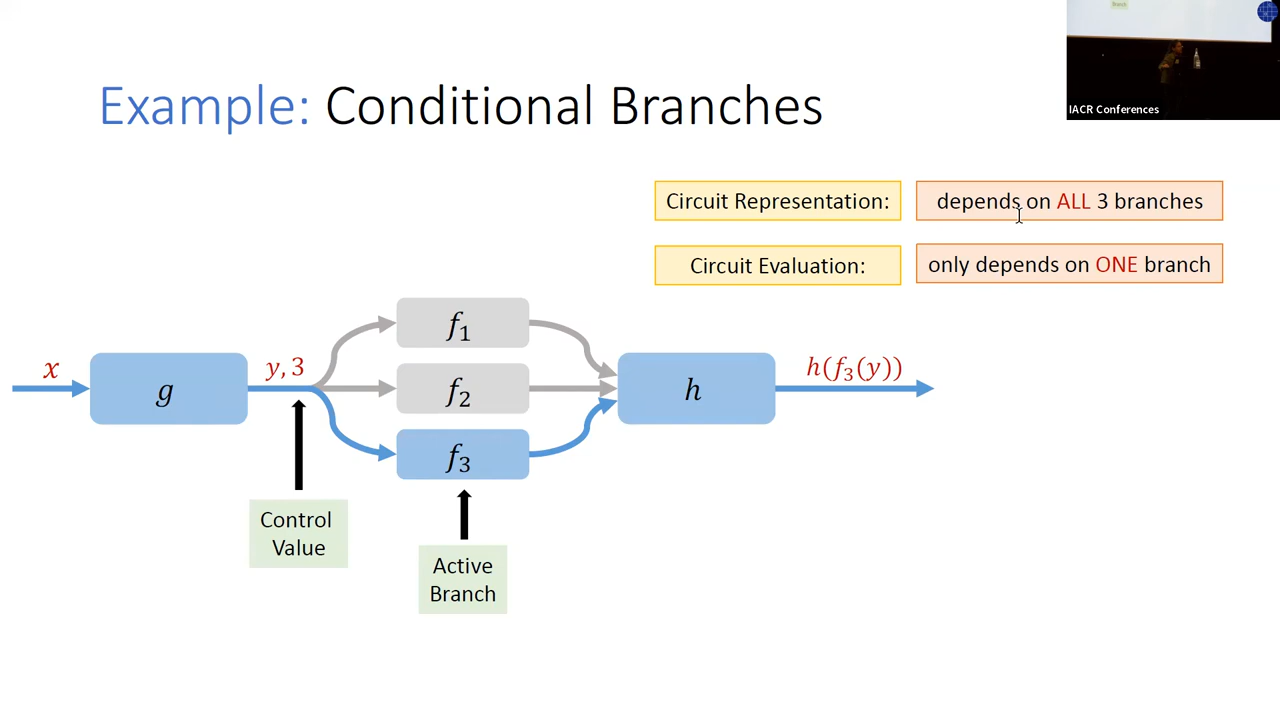 Example: Conditional Branches
IACR Conferences
Circuit Representation: depends on ALL 3 branches
Circuit Evaluation: only depends on ONE branch
x
g
y, 3
f₁
f₂
f₃
h
h(f₃(y))
Control
Value
Active
Branch